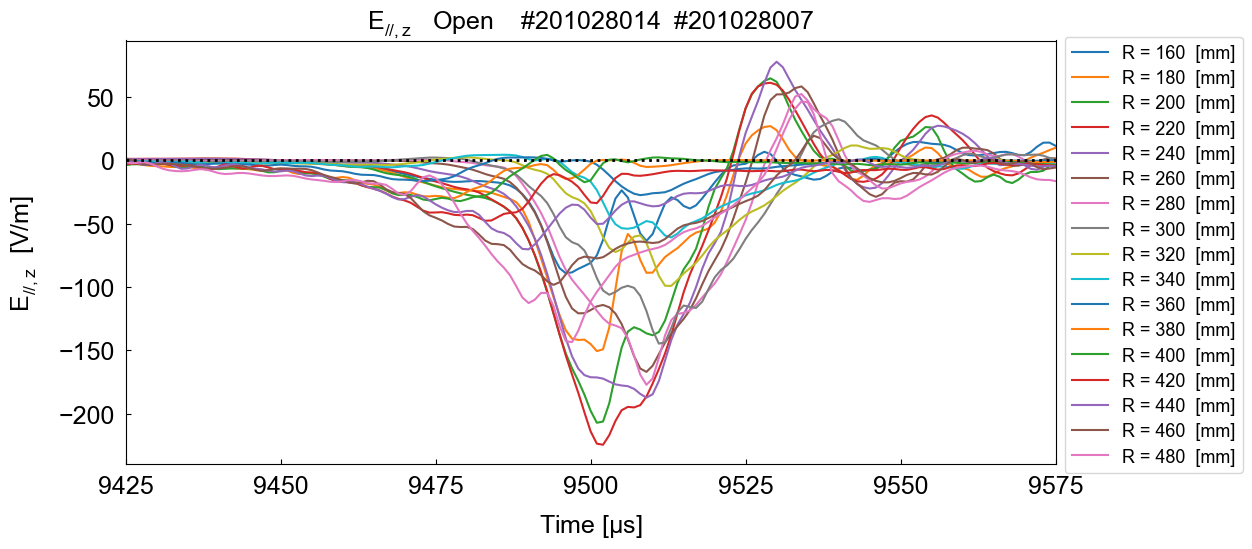 E//, z Open #201028014 #201028007
E//, z [V/m]
50
0
−50
−100
−150
−200
9425 9450 9475 9500 9525 9550 9575
Time [µs]
R = 160 [mm]
R = 180 [mm]
R = 200 [mm]
R = 220 [mm]
R = 240 [mm]
R = 260 [mm]
R = 280 [mm]
R = 300 [mm]
R = 320 [mm]
R = 340 [mm]
R = 360 [mm]
R = 380 [mm]
R = 400 [mm]
R = 420 [mm]
R = 440 [mm]
R = 460 [mm]
R = 480 [mm]